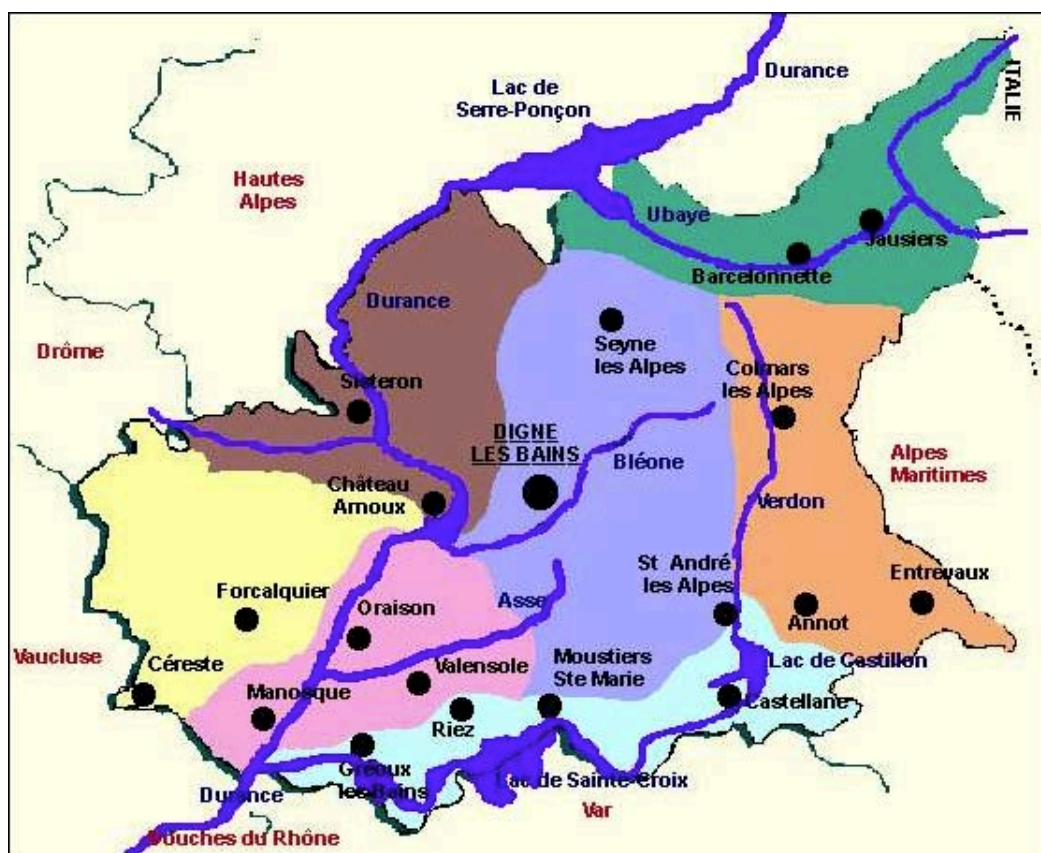 Durance
ITALIE
Lac de
Serre-Ponçon
Hautes
Alpes
Ubaye
Jausiers
Barcelonnette
Durance
Drôme
Seyne
les Alpes
Colmars
les Alpes
Sisteron
DIGNE
LES BAINS
Bléone
Alpes
Maritimes
Château
Arnoux
Verdon
St André
les Alpes
Entrevaux
Forcalquier
Oraison
Asse
Annot
Vaucluse
Céreste
Valensole
Moustiers
Ste Marie
Lac de Castillon
Manosque
Castellane
Riez
Gréoux
les Bains
Lac de Sainte-Croix
Durance
Var
Bouches du Rhône